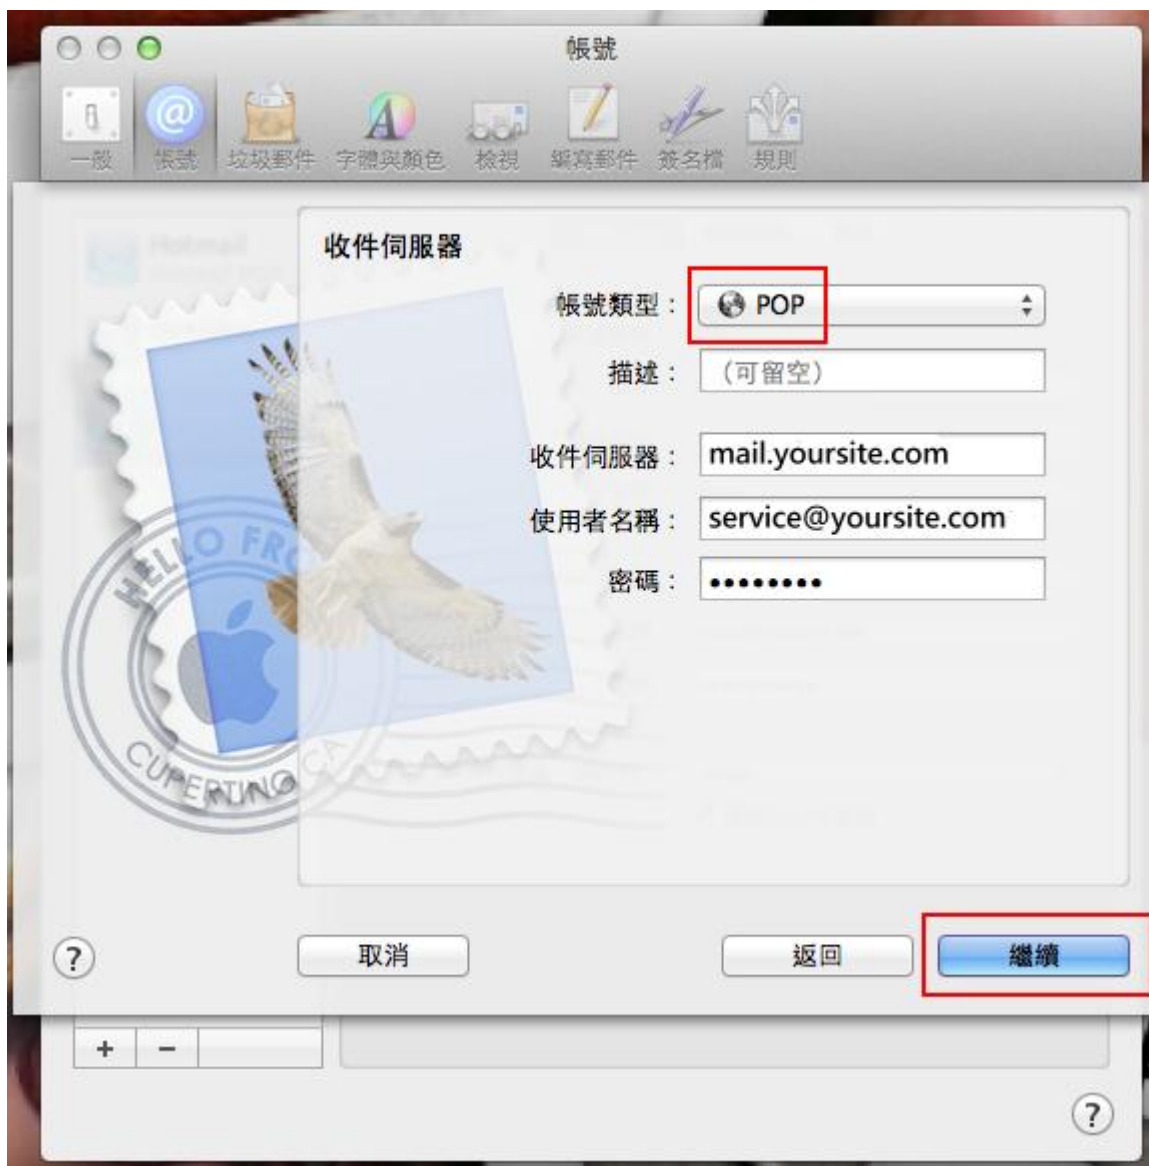 帳號
一般 帳號 垃圾郵件 字體與顏色 檢視 編寫郵件 簽名檔 規則
Hotmail
收件伺服器
帳號類型： POP
描述： （可留空）
收件伺服器： mail.yoursite.com
使用者名稱： service@yoursite.com
密碼： ••••••••
HELLO FRO
CUPERTINO CA
? 取消 返回 繼續
+ −
?